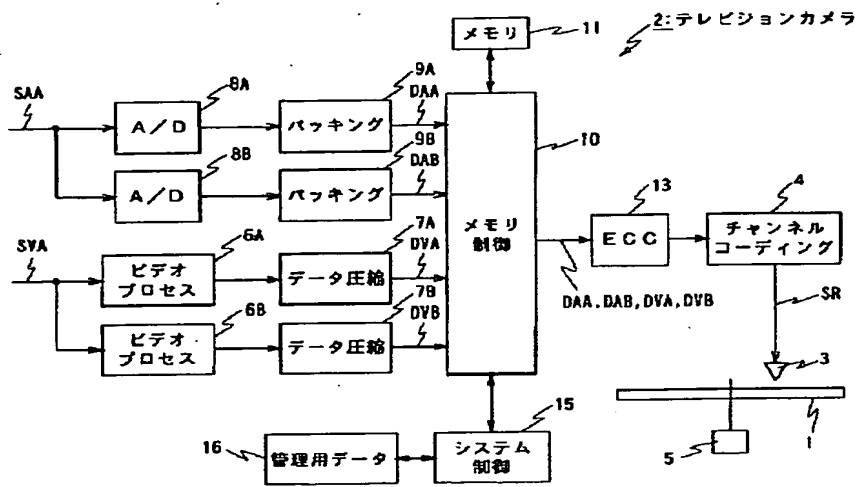 メモリ
11
2:テレビジョンカメラ
SAA
8A
A/D
9A
パッキング
DAA
8B
A/D
9B
パッキング
DAB
10
メモリ
制御
SVA
6A
ビデオ
プロセス
7A
データ圧縮
DVA
6B
ビデオ
プロセス
7B
データ圧縮
DVB
13
ECC
4
チャンネル
コーディング
DAA.DAB,DVA,DVB
SR
3
1
5
15
システム
制御
16
管理用データ